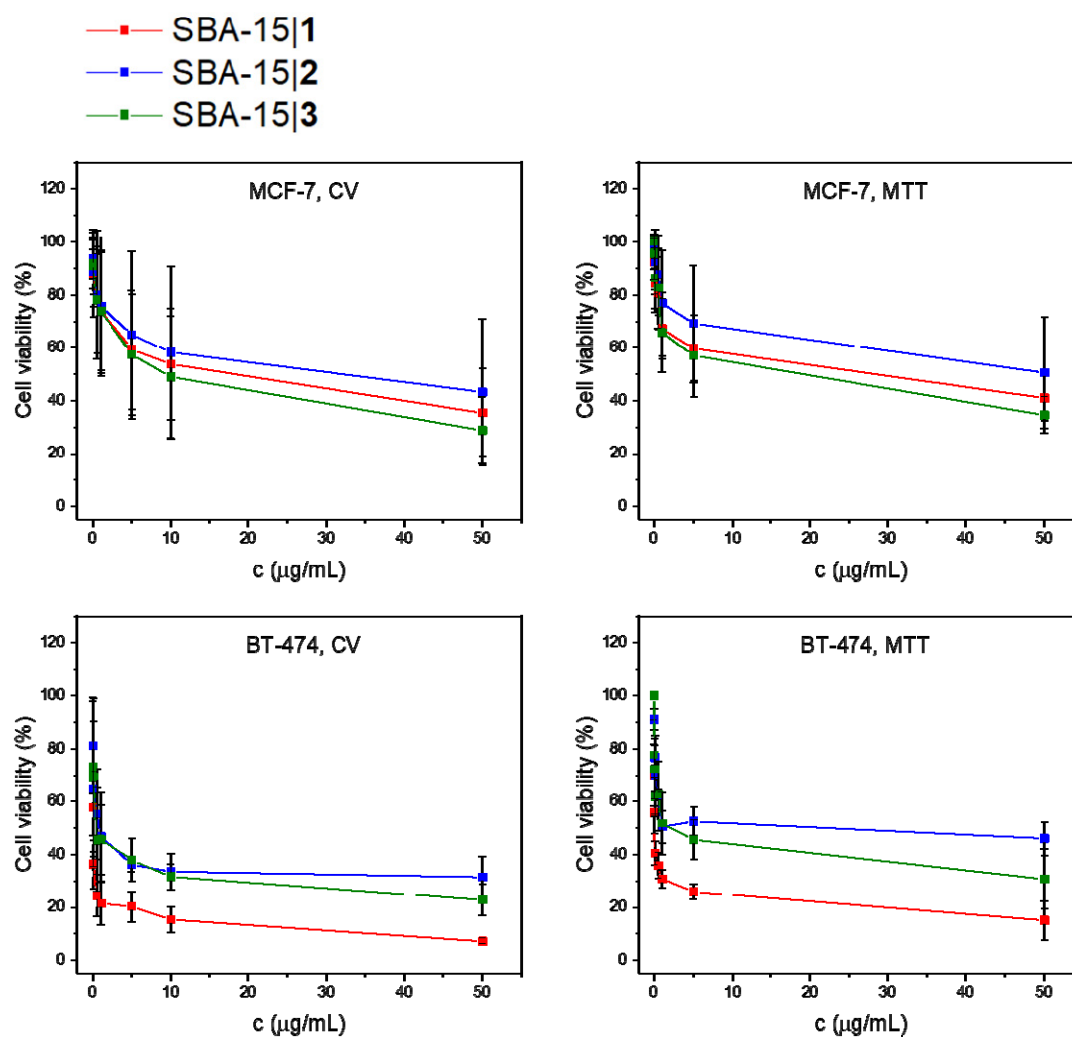 SBA-15|1
SBA-15|2
SBA-15|3
MCF-7, CV
Cell viability (%)
120
100
80
60
40
20
0
0 10 20 30 40 50
c (μg/mL)
MCF-7, MTT
Cell viability (%)
120
100
80
60
40
20
0
0 10 20 30 40 50
c (μg/mL)
BT-474, CV
Cell viability (%)
120
100
80
60
40
20
0
0 10 20 30 40 50
c (μg/mL)
BT-474, MTT
Cell viability (%)
120
100
80
60
40
20
0
0 10 20 30 40 50
c (μg/mL)